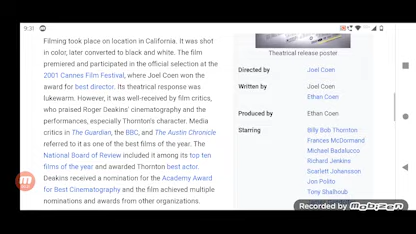 9:31
Filming took place on location in California. It was shot
in color, later converted to black and white. The film
premiered and participated in the official selection at the
2001 Cannes Film Festival, where Joel Coen won the
award for best director. Its theatrical response was
lukewarm. However, it was well-received by film critics,
who praised Roger Deakins' cinematography and the
performances, especially Thornton's character. Media
critics in The Guardian, the BBC, and The Austin Chronicle
referred to it as one of the best films of the year. The
National Board of Review included it among its top ten
films of the year and awarded Thornton best actor.
Deakins received a nomination for the Academy Award
for Best Cinematography and the film achieved multiple
nominations and awards from other organizations.
Theatrical release poster
Directed by Joel Coen
Written by Joel Coen
Ethan Coen
Produced by Ethan Coen
Starring Billy Bob Thornton
Frances McDormand
Michael Badalucco
Richard Jenkins
Scarlett Johansson
Jon Polito
Tony Shalhoub
Recorded by Mobizen